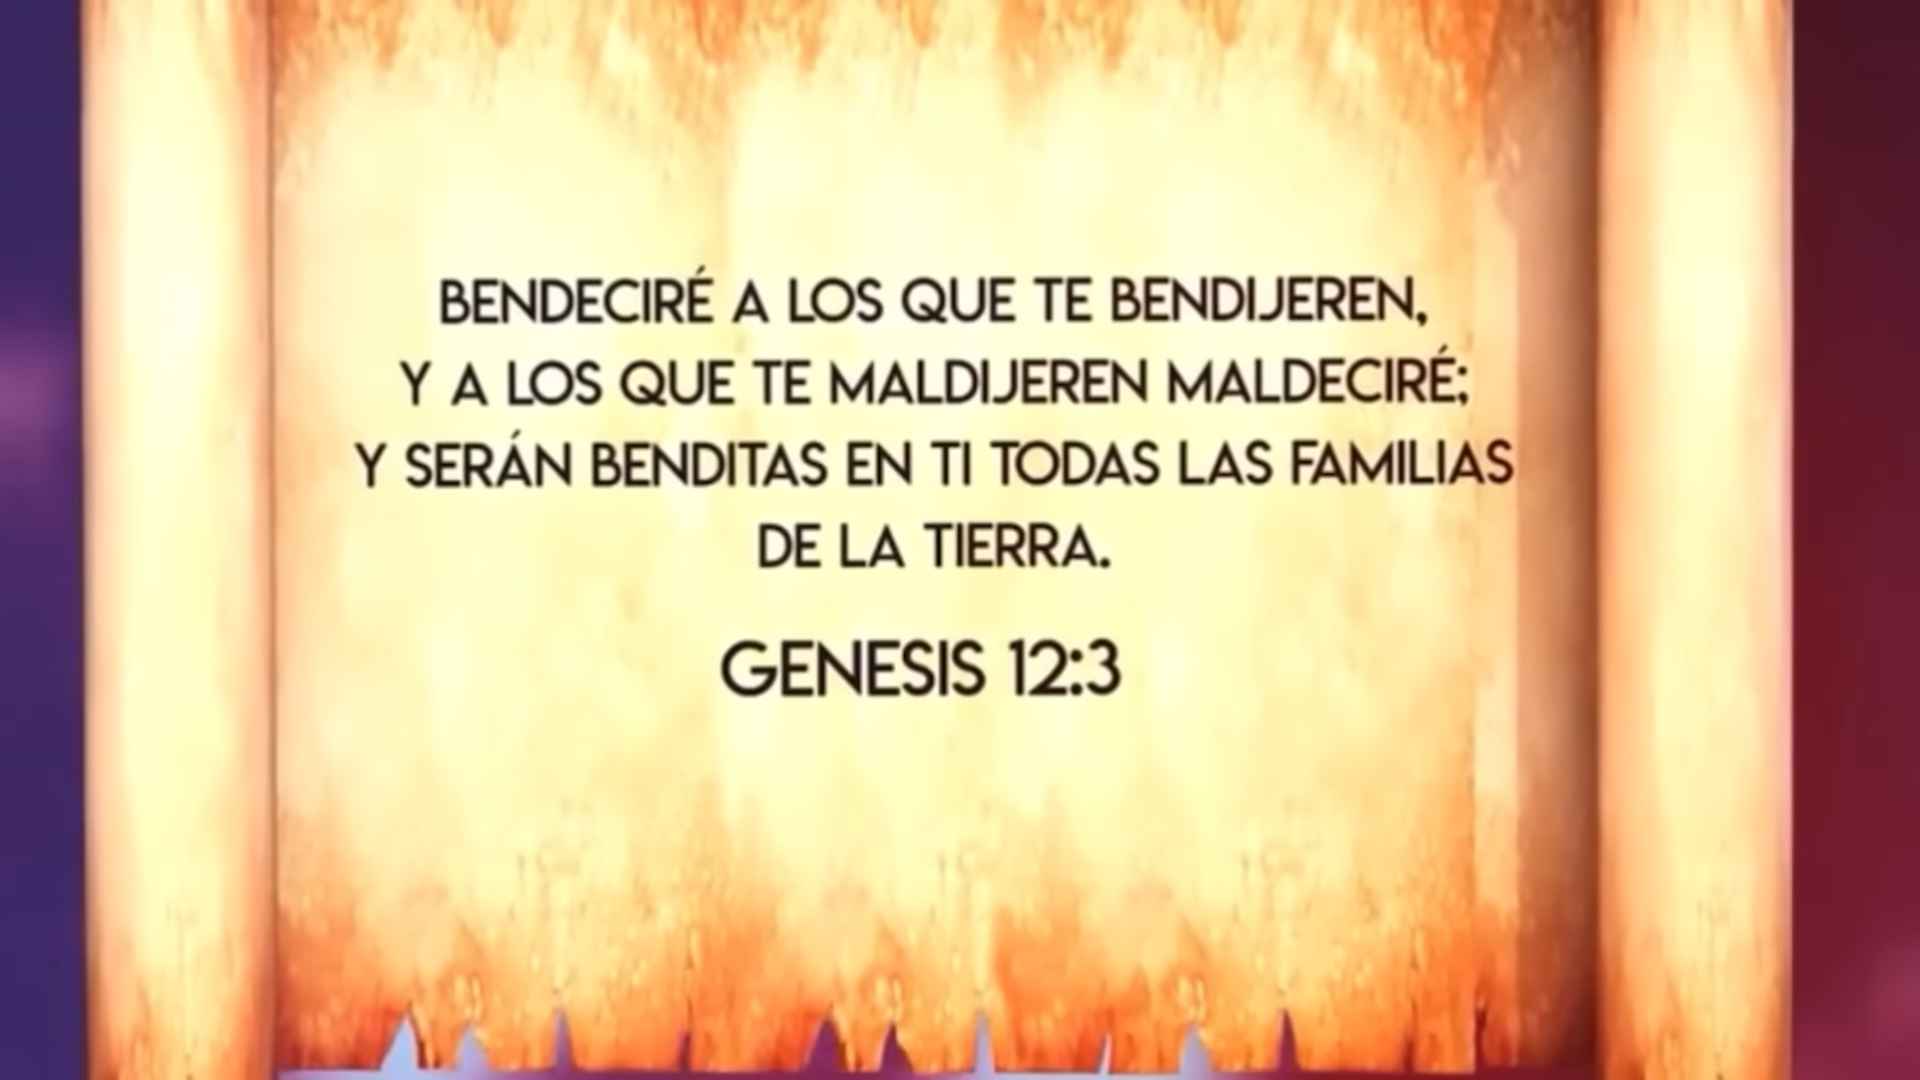 BENDECIRÉ A LOS QUE TE BENDIJEREN,
Y A LOS QUE TE MALDIJEREN MALDECIRÉ;
Y SERÁN BENDITAS EN TI TODAS LAS FAMILIAS
DE LA TIERRA.
GENESIS 12:3